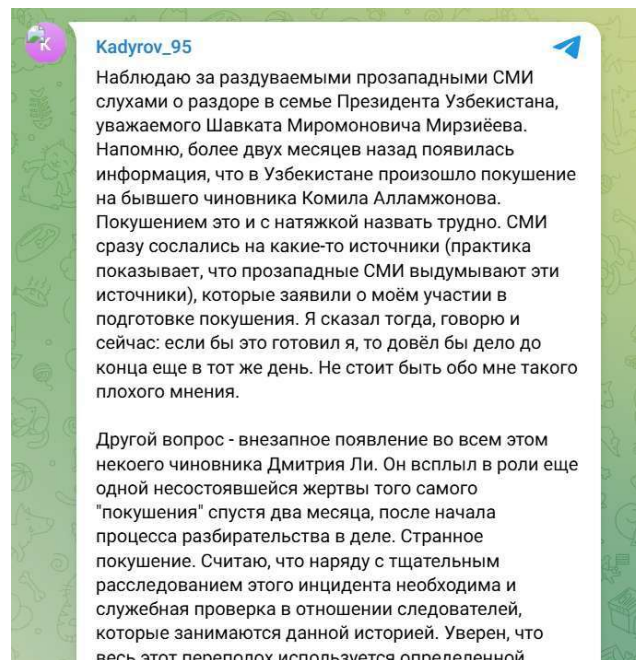 K
Kadyrov_95
Наблюдаю за раздуваемыми прозападными СМИ
слухами о раздоре в семье Президента Узбекистана,
уважаемого Шавката Миромоновича Мирзиёева.
Напомню, более двух месяцев назад появилась
информация, что в Узбекистане произошло покушение
на бывшего чиновника Комила Алламжонова.
Покушением это и с натяжкой назвать трудно. СМИ
сразу сослались на какие-то источники (практика
показывает, что прозападные СМИ выдумывают эти
источники), которые заявили о моём участии в
подготовке покушения. Я сказал тогда, говорю и
сейчас: если бы это готовил я, то довёл бы дело до
конца еще в тот же день. Не стоит быть обо мне такого
плохого мнения.
Другой вопрос - внезапное появление во всем этом
некоего чиновника Дмитрия Ли. Он всплыл в роли еще
одной несостоявшейся жертвы того самого
"покушения" спустя два месяца, после начала
процесса разбирательства в деле. Странное
покушение. Считаю, что наряду с тщательным
расследованием этого инцидента необходима и
служебная проверка в отношении следователей,
которые занимаются данной историей. Уверен, что
весь этот переполох используется определенной